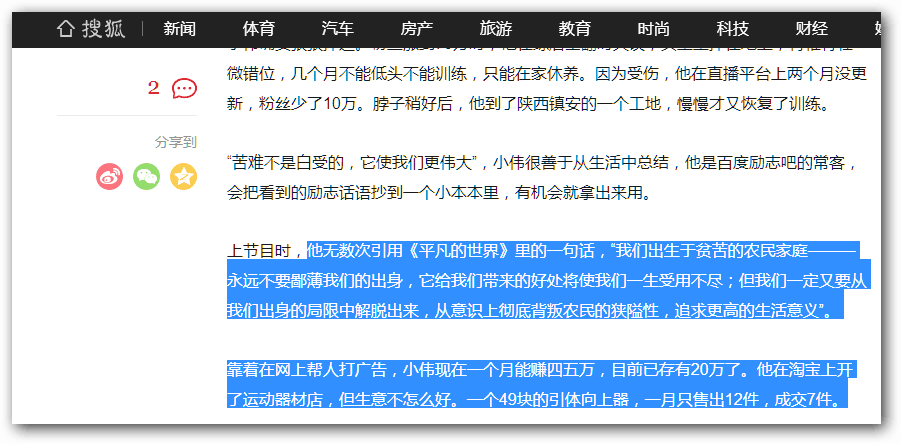 搜狐 新闻 体育 汽车 房产 旅游 教育 时尚 科技 财经
微错位，几个月不能低头不能训练，只能在家休养。因为受伤，他在直播平台上两个月没更
2
新，粉丝少了10万。脖子稍好后，他到了陕西镇安的一个工地，慢慢才又恢复了训练。
分享到
“苦难不是白受的，它使我们更伟大”，小伟很善于从生活中总结，他是百度励志吧的常客，
会把看到的励志话语抄到一个小本本里，有机会就拿出来用。
上节目时，他无数次引用《平凡的世界》里的一句话，“我们出生于贫苦的农民家庭———
永远不要鄙薄我们的出身，它给我们带来的好处将使我们一生受用不尽；但我们一定又要从
我们出身的局限中解脱出来，从意识上彻底背叛农民的狭隘性，追求更高的生活意义”。
靠着在网上帮人打广告，小伟现在一个月能赚四五万，目前已存有20万了。他在淘宝上开
了运动器材店，但生意不怎么好。一个49块的引体向上器，一月只售出12件，成交7件。